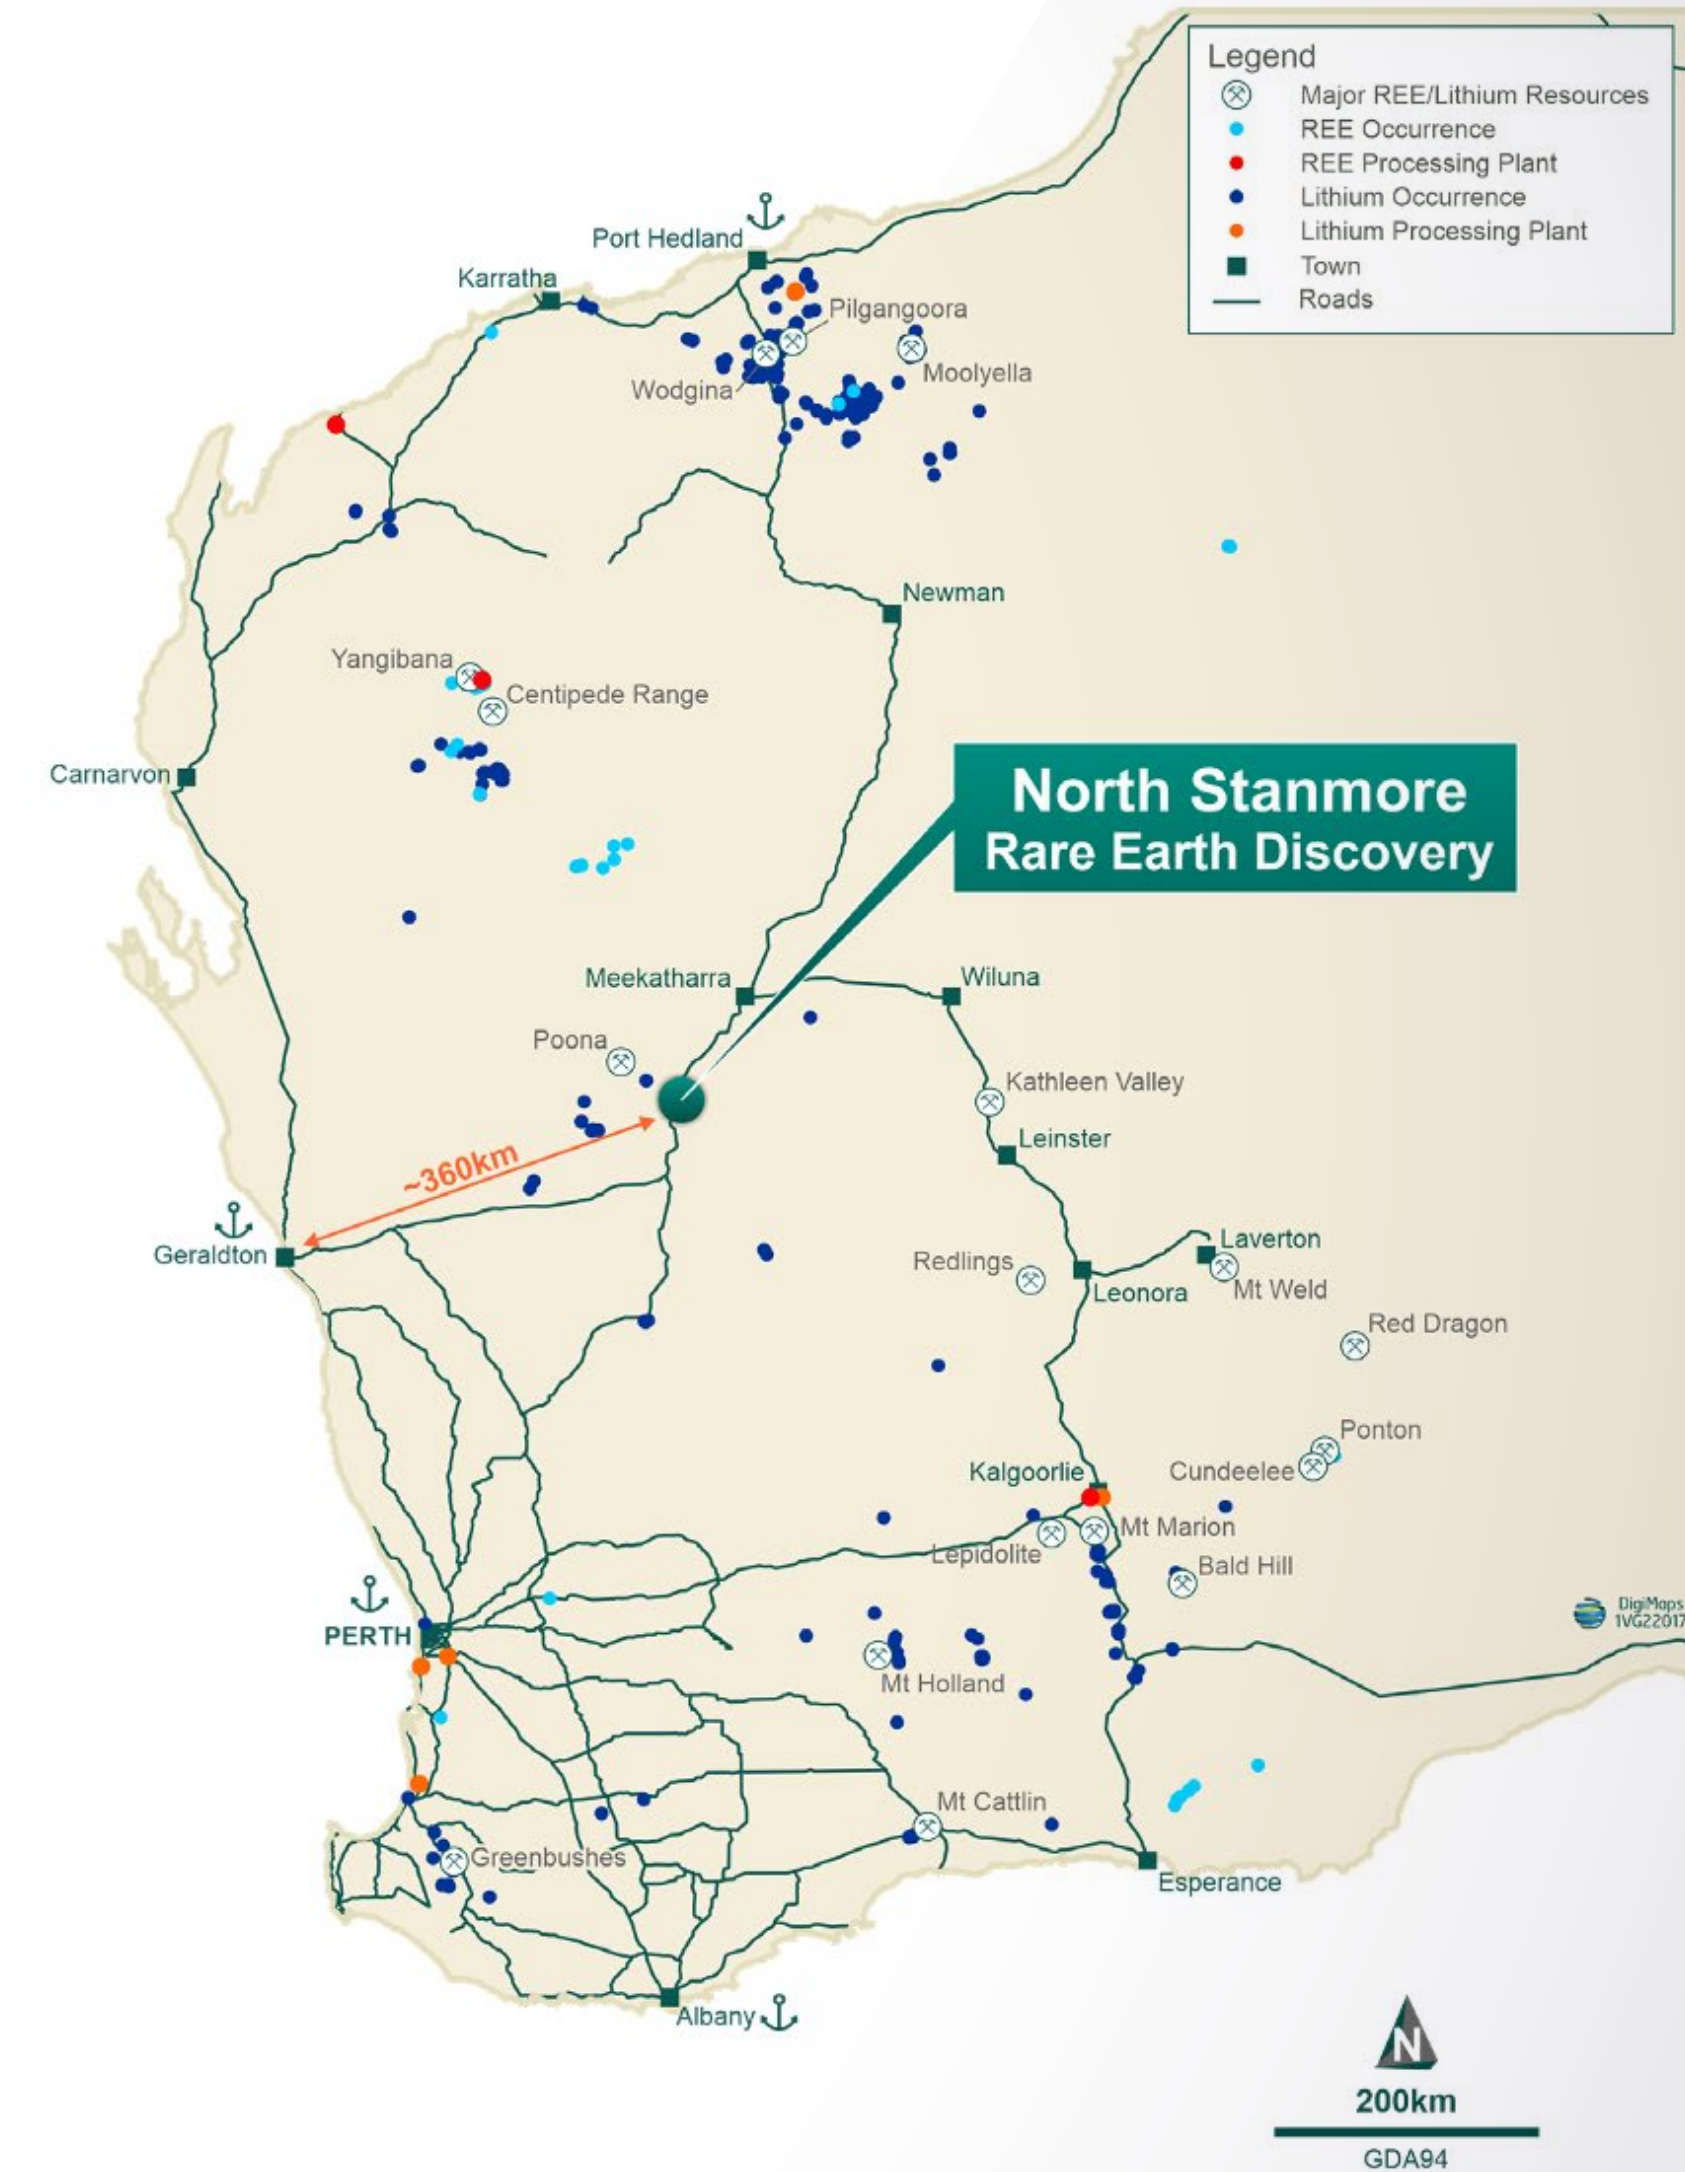 Legend
Major REE/Lithium Resources
REE Occurrence
REE Processing Plant
Lithium Occurrence
Lithium Processing Plant
Town
Roads
Port Hedland
Karratha
Pilgangoora
Wodgina
Moolyella
Newman
Yangibana
Centipede Range
Carnarvon
North Stanmore
Rare Earth Discovery
Meekatharra
Wiluna
Poona
Kathleen Valley
Leinster
~360km
Geraldton
Laverton
Redlings
Mt Weld
Leonora
Red Dragon
Ponton
Kalgoorlie
Cundeelee
Mt Marion
Lepidolite
Bald Hill
DigiMaps
1VG22017
PERTH
Mt Holland
Mt Cattlin
Greenbushes
Esperance
Albany
N
200km
GDA94